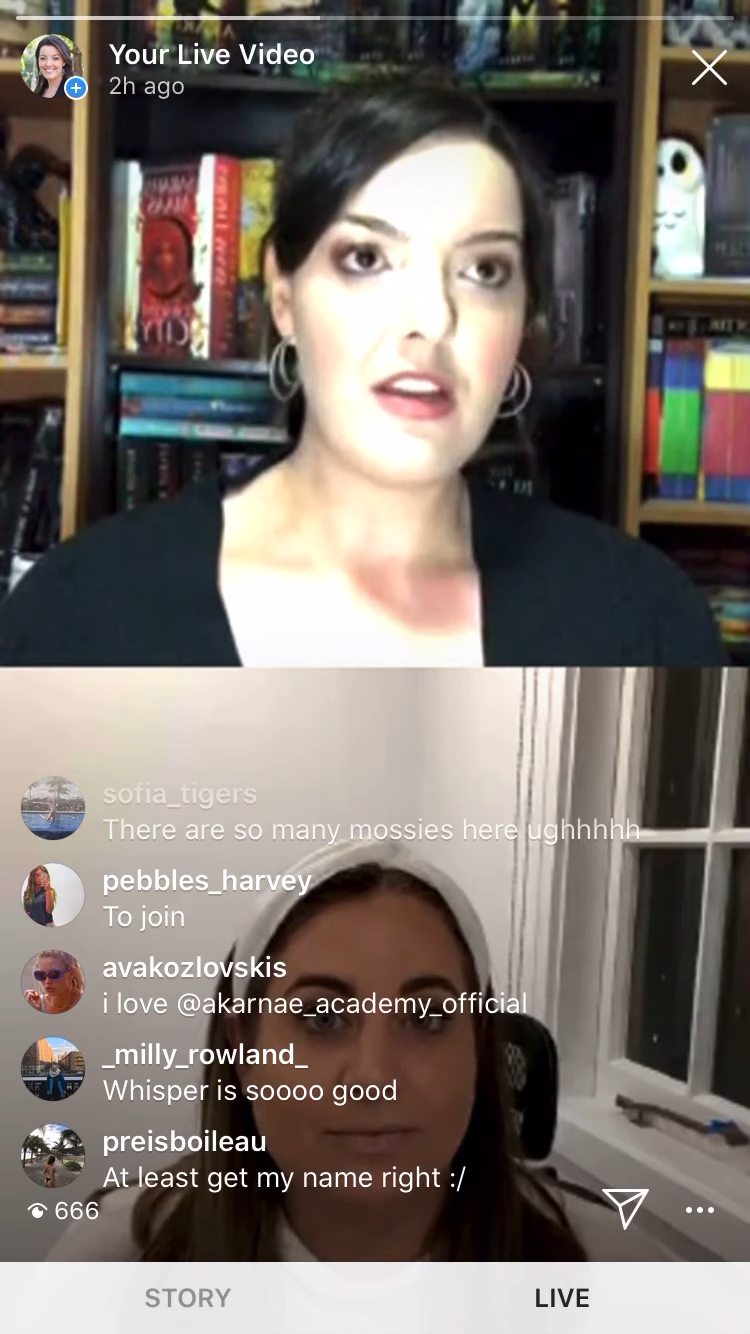 Your Live Video
2h ago
CITY
sofia_tigers
There are so many mossies here ughhhhh
pebbles_harvey
To join
avakozlovskis
i love @akarnae_academy_official
_milly_rowland_
Whisper is soooo good
preisboileau
At least get my name right :/
666
STORY
LIVE